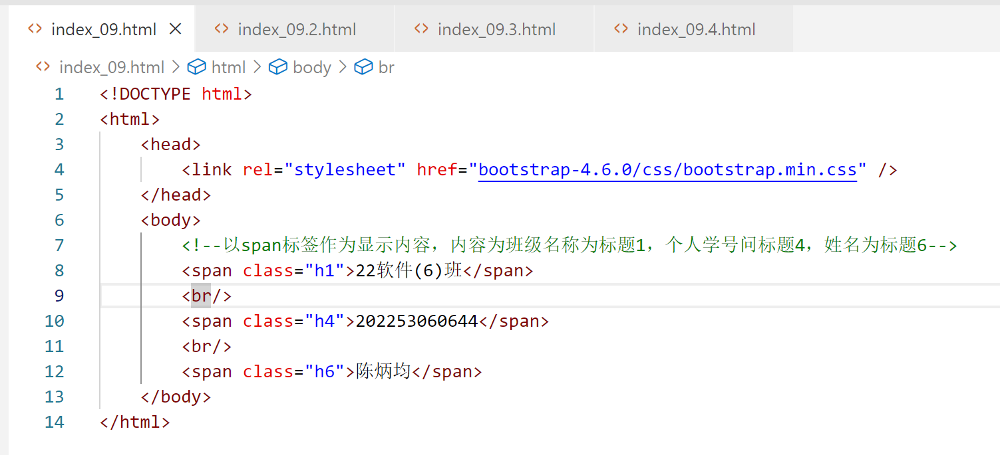 index_09.html index_09.2.html index_09.3.html index_09.4.html
index_09.html > html > body > br
1 <!DOCTYPE html>
2 <html>
3 <head>
4 <link rel="stylesheet" href="bootstrap-4.6.0/css/bootstrap.min.css" />
5 </head>
6 <body>
7 <!--以span标签作为显示内容，内容为班级名称为标题1，个人学号问标题4，姓名为标题6-->
8 <span class="h1">22软件(6)班</span>
9 <br/>
10 <span class="h4">202253060644</span>
11 <br/>
12 <span class="h6">陈炳均</span>
13 </body>
14 </html>